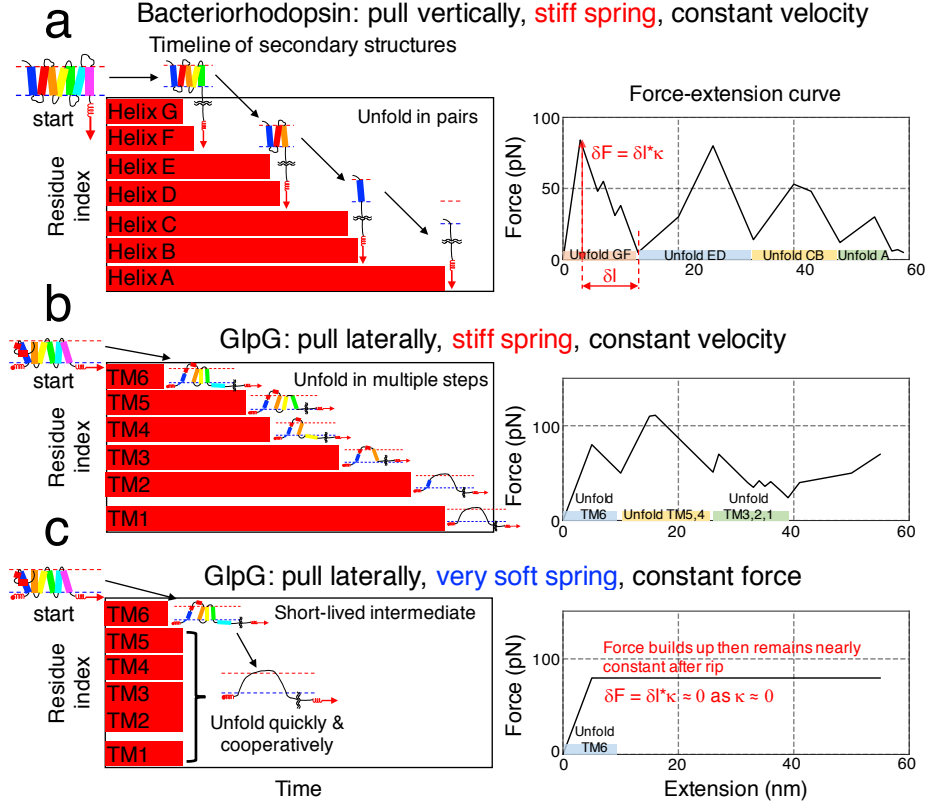 a
Bacteriorhodopsin: pull vertically, stiff spring, constant velocity
Timeline of secondary structures
start
Residue index
Helix G
Helix F
Helix E
Helix D
Helix C
Helix B
Helix A
Unfold in pairs
Force-extension curve
Force (pN)
100
50
0
δF = δl*κ
Unfold GF
Unfold ED
Unfold CB
Unfold A
δl
0
20
40
60
b
GlpG: pull laterally, stiff spring, constant velocity
start
Residue index
TM6
TM5
TM4
TM3
TM2
TM1
Unfold in multiple steps
Force (pN)
100
0
Unfold
TM6
Unfold TM5,4
Unfold
TM3,2,1
0
20
40
60
c
GlpG: pull laterally, very soft spring, constant force
start
Residue index
TM6
TM5
TM4
TM3
TM2
TM1
Short-lived intermediate
Unfold quickly &
cooperatively
Time
Force (pN)
100
0
Force builds up then remains nearly
constant after rip
δF = δl*κ ≈ 0 as κ ≈ 0
Unfold
TM6
0
20
40
60
Extension (nm)